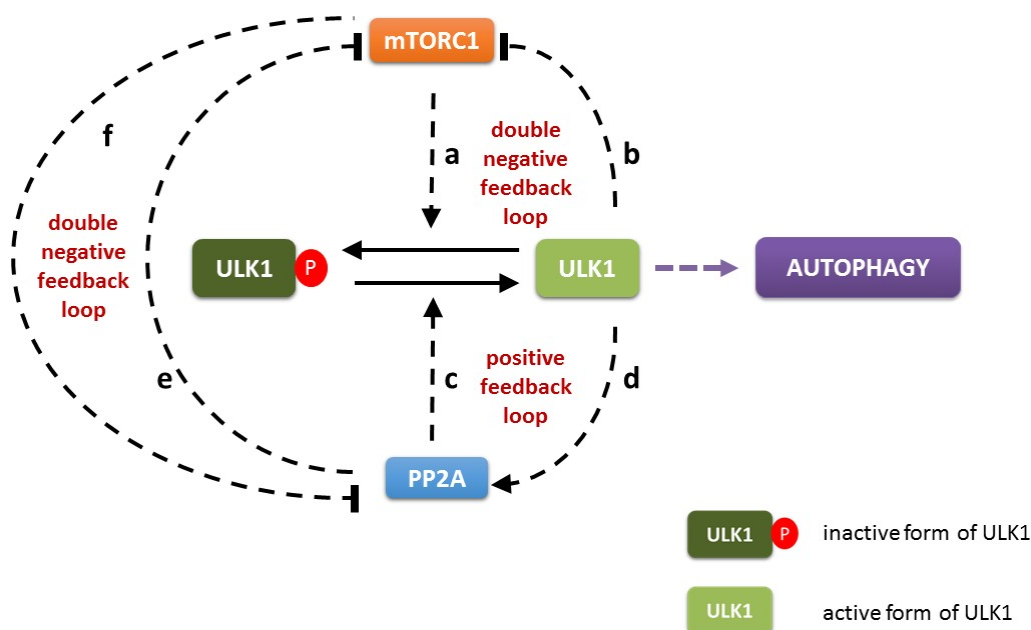 mTORC1
f
a
double
negative
feedback
loop
b
double
negative
feedback
loop
ULK1 P
ULK1
AUTOPHAGY
e
c
positive
feedback
loop
d
PP2A
ULK1 P inactive form of ULK1
ULK1 active form of ULK1